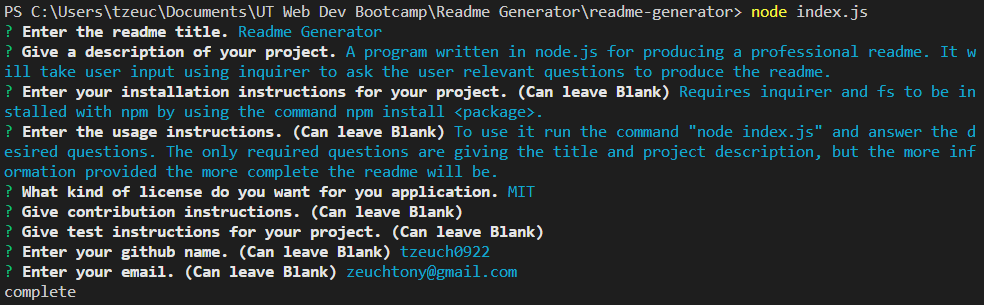 PS C:\Users\tzeuc\Documents\UT Web Dev Bootcamp\Readme Generator\readme-generator> node index.js
? Enter the readme title. Readme Generator
? Give a description of your project. A program written in node.js for producing a professional readme. It w
ill take user input using inquirer to ask the user relevant questions to produce the readme.
? Enter your installation instructions for your project. (Can leave Blank) Requires inquirer and fs to be in
stalled with npm by using the command npm install <package>.
? Enter the usage instructions. (Can leave Blank) To use it run the command "node index.js" and answer the d
esired questions. The only required questions are giving the title and project description, but the more inf
ormation provided the more complete the readme will be.
? What kind of license do you want for you application. MIT
? Give contribution instructions. (Can leave Blank)
? Give test instructions for your project. (Can leave Blank)
? Enter your github name. (Can leave Blank) tzeuch0922
? Enter your email. (Can leave Blank) zeuchtony@gmail.com
complete